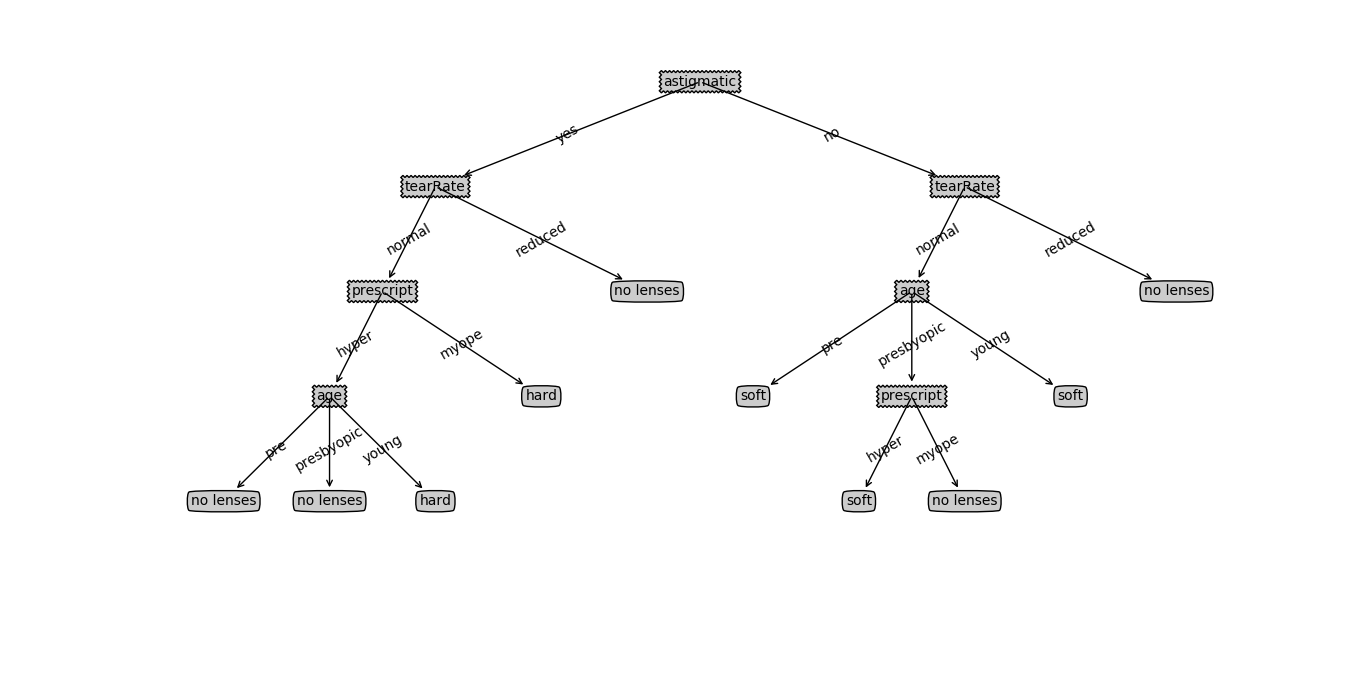 astigmatic
yes
no
tearRate
tearRate
normal
reduced
normal
reduced
prescript
no lenses
age
no lenses
hyper
myope
pre
presbyopic
young
age
hard
soft
prescript
soft
pre
presbyopic
young
hyper
myope
no lenses
no lenses
hard
soft
no lenses